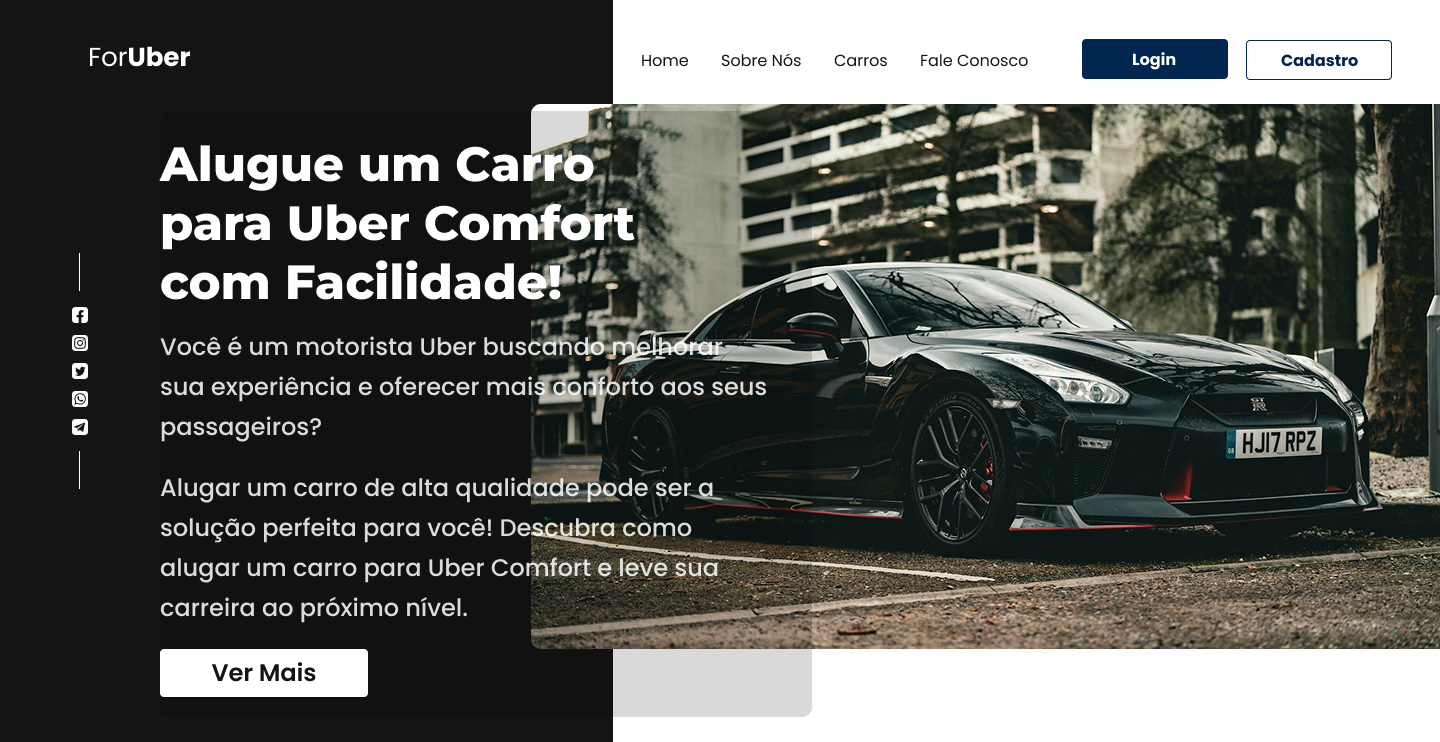 ForUber
Home Sobre Nós Carros Fale Conosco Login Cadastro
Alugue um Carro
para Uber Comfort
com Facilidade!
Você é um motorista Uber buscando melhorar
sua experiência e oferecer mais conforto aos seus
passageiros?
Alugar um carro de alta qualidade pode ser a
solução perfeita para você! Descubra como
alugar um carro para Uber Comfort e leve sua
carreira ao próximo nível.
Ver Mais
GT
R
HJ17 RPZ